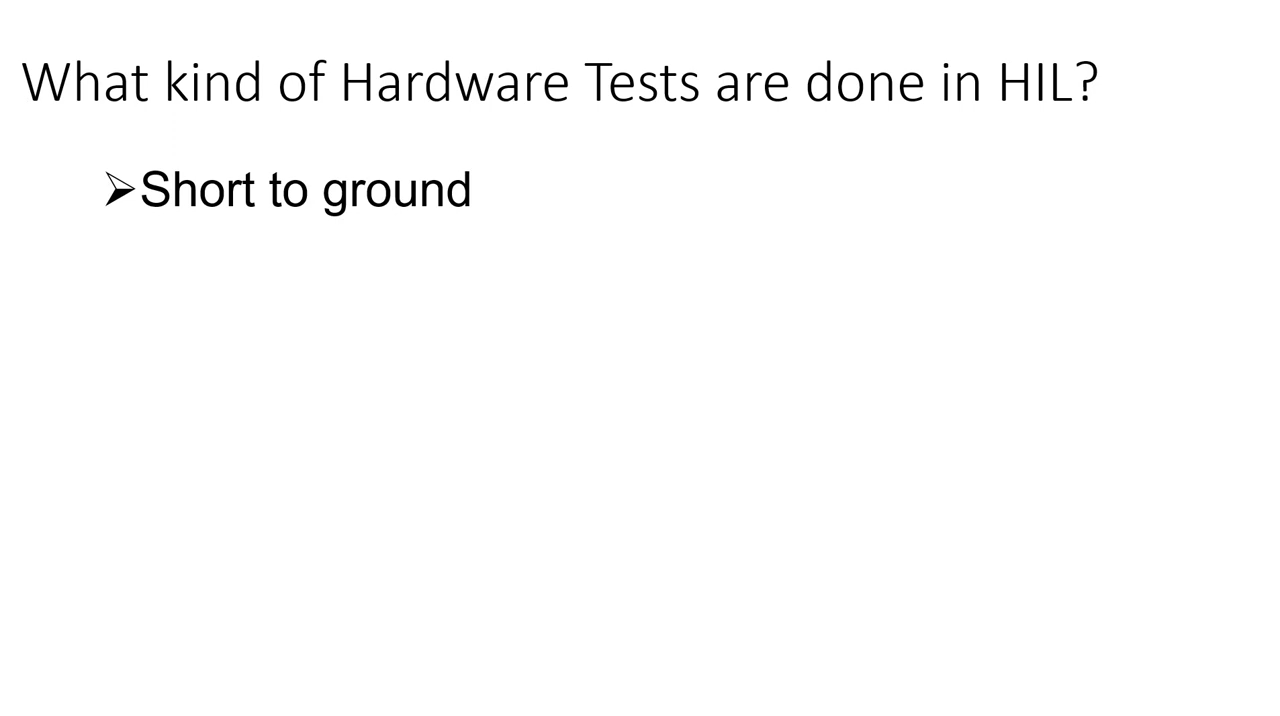 What kind of Hardware Tests are done in HIL?
➢Short to ground